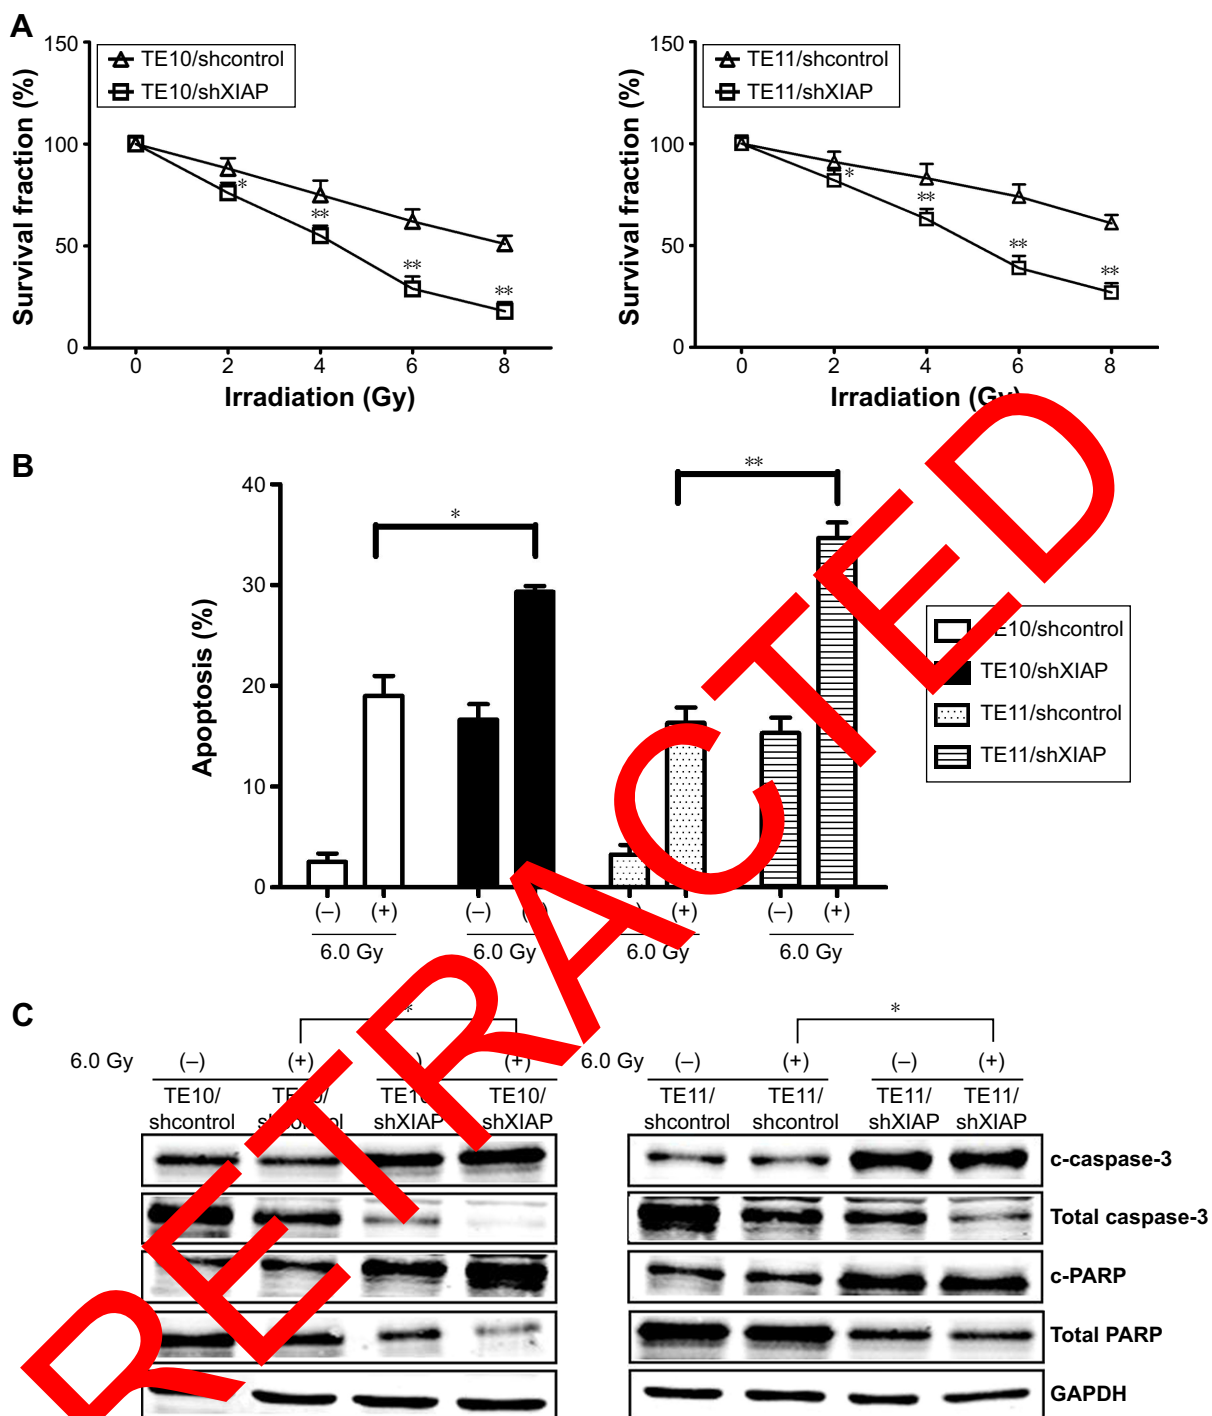 A
150
100
50
0
Survival fraction (%)
TE10/shcontrol
TE10/shXIAP
*
**
**
**
0 2 4 6 8
Irradiation (Gy)
150
100
50
0
Survival fraction (%)
TE11/shcontrol
TE11/shXIAP
*
**
**
**
0 2 4 6 8
Irradiation (Gy)
B
40
30
20
10
0
Apoptosis (%)
*
**
TE10/shcontrol
TE10/shXIAP
TE11/shcontrol
TE11/shXIAP
(–) (+) (–) (+) (–) (+)
6.0 Gy 6.0 Gy 6.0 Gy 6.0 Gy
C
* *
6.0 Gy (–) (+) (+)
TE10/ TE10/
shcontrol shXIAP shXIAP
6.0 Gy (–) (+) (–) (+)
TE11/ TE11/ TE11/ TE11/
shcontrol shcontrol shXIAP shXIAP
c-caspase-3
Total caspase-3
c-PARP
Total PARP
GAPDH
RETRACTED